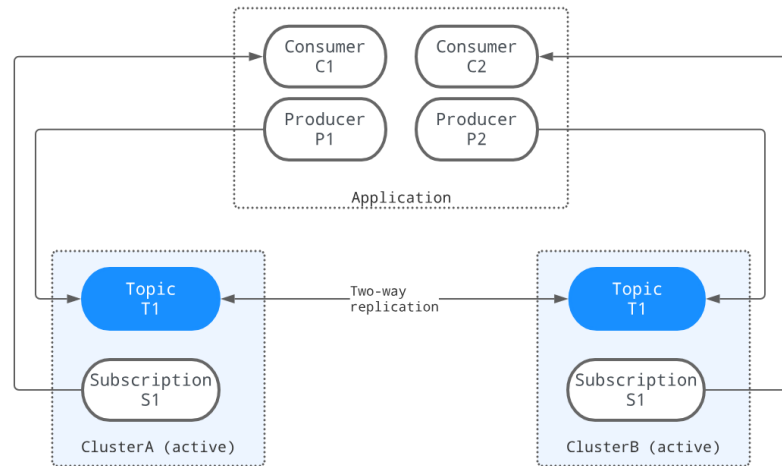 Consumer
C1
Consumer
C2
Producer
P1
Producer
P2
Application
Topic
T1
Two-way
replication
Topic
T1
Subscription
S1
Subscription
S1
ClusterA (active)
ClusterB (active)